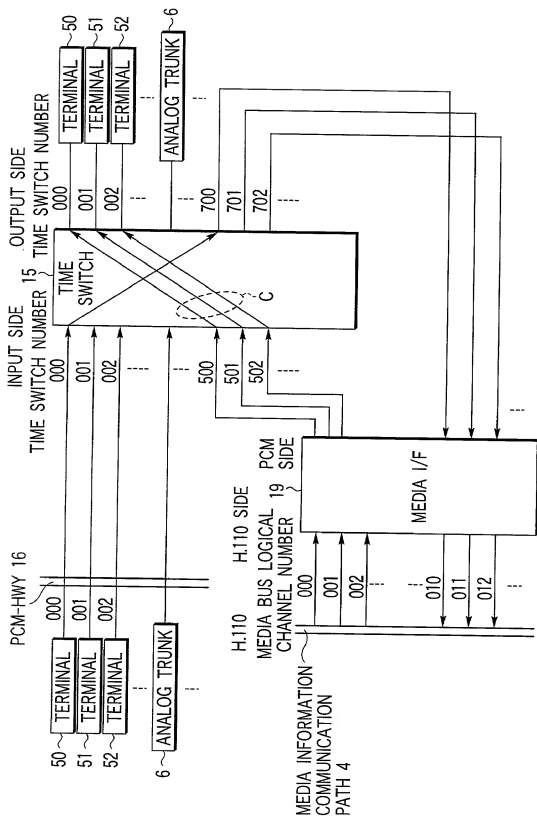 PCM-HWY 16
INPUT SIDE
TIME SWITCH NUMBER
15
OUTPUT SIDE
TIME SWITCH NUMBER
50
TERMINAL
000
000
TIME
SWITCH
000
TERMINAL
50
51
TERMINAL
001
001
001
TERMINAL
51
52
TERMINAL
002
002
002
TERMINAL
52
6
ANALOG TRUNK
ANALOG TRUNK
6
C
500
501
502
700
701
702
H.110
MEDIA BUS LOGICAL
CHANNEL NUMBER
H.110 SIDE
19
PCM
SIDE
MEDIA INFORMATION
COMMUNICATION
PATH 4
000
001
002
010
011
012
MEDIA I/F